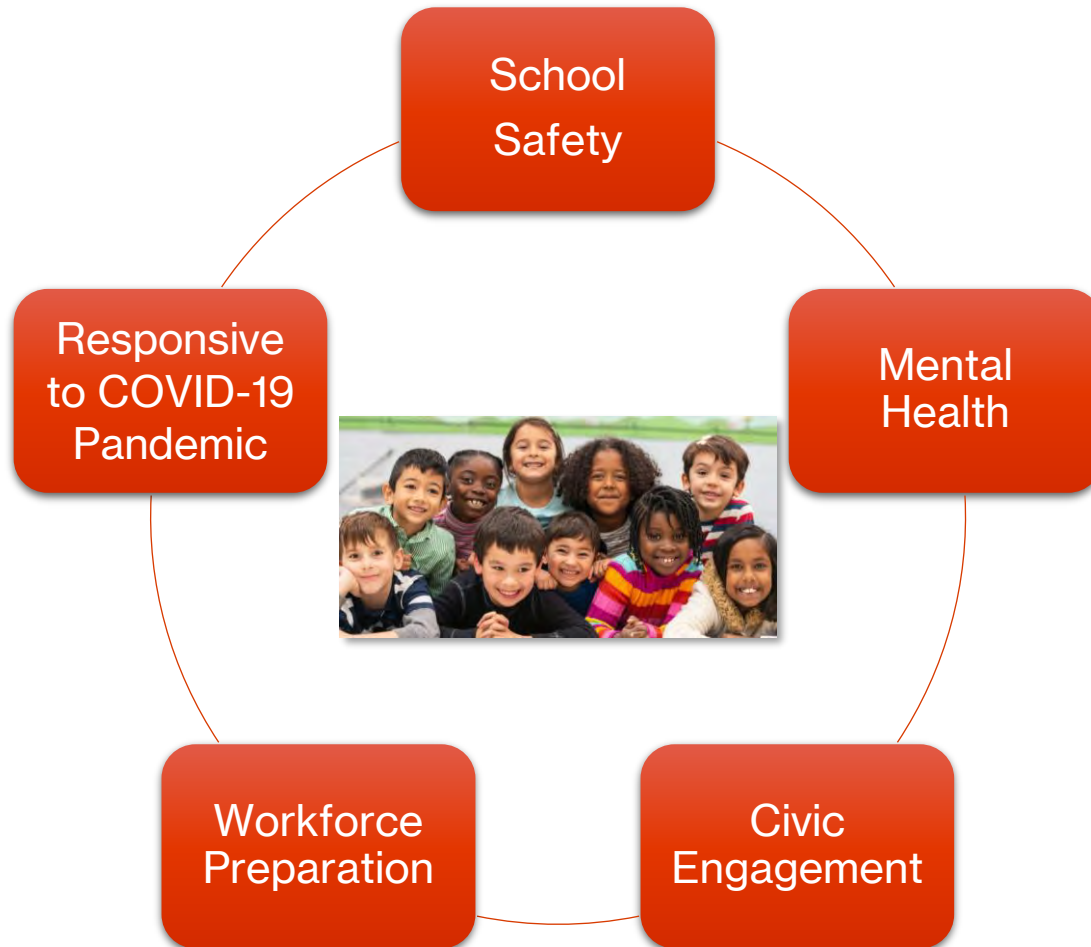 School
Safety
Mental
Health
Civic
Engagement
Workforce
Preparation
Responsive
to COVID-19
Pandemic